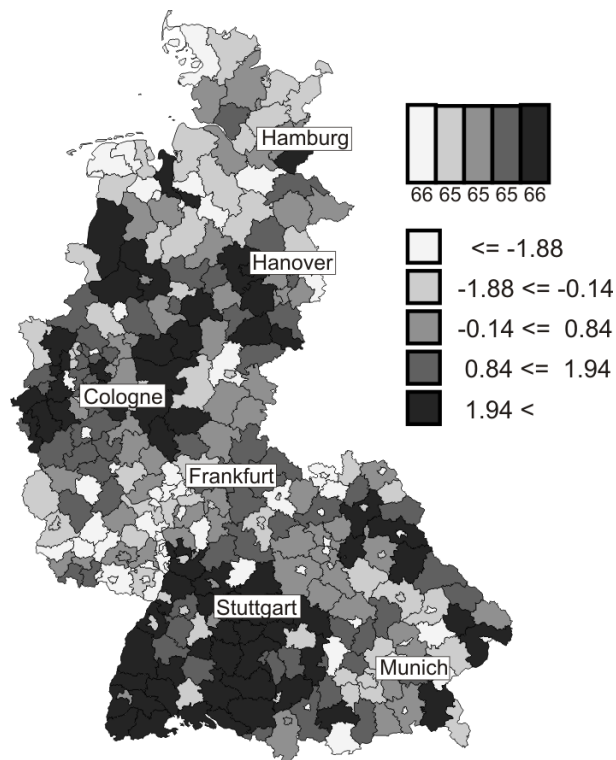 Hamburg
66 65 65 65 66
Hanover
<= -1.88
-1.88 <= -0.14
-0.14 <= 0.84
0.84 <= 1.94
1.94 <
Cologne
Frankfurt
Stuttgart
Munich